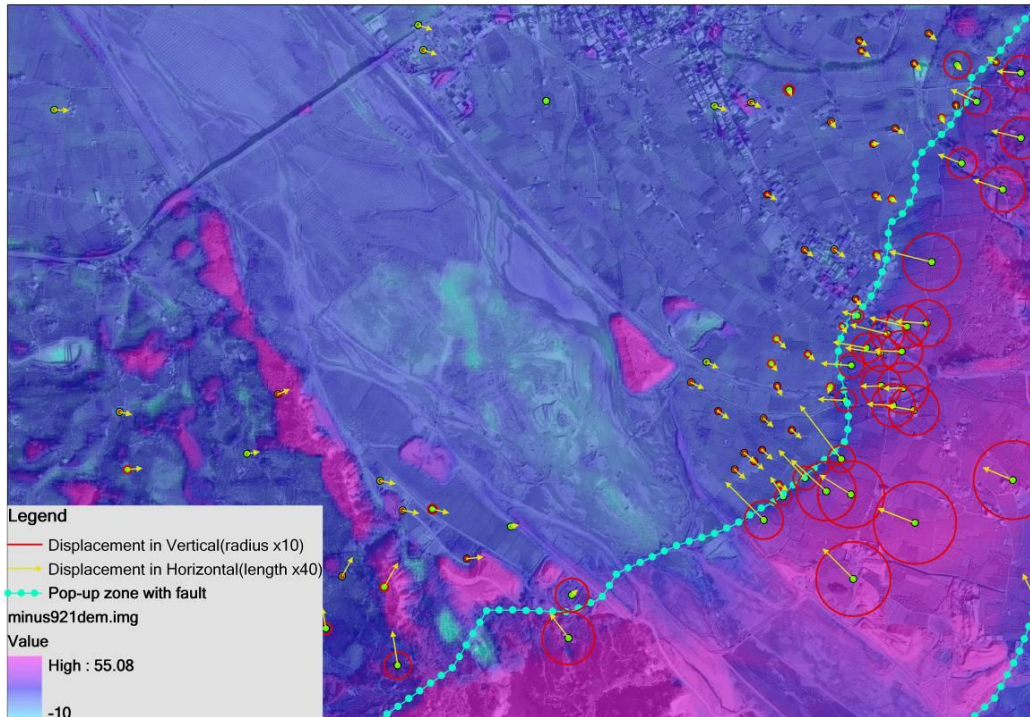 Legend
Displacement in Vertical(radius x10)
Displacement in Horizontal(length x40)
Pop-up zone with fault
minus921dem.img
Value
High : 55.08
-10